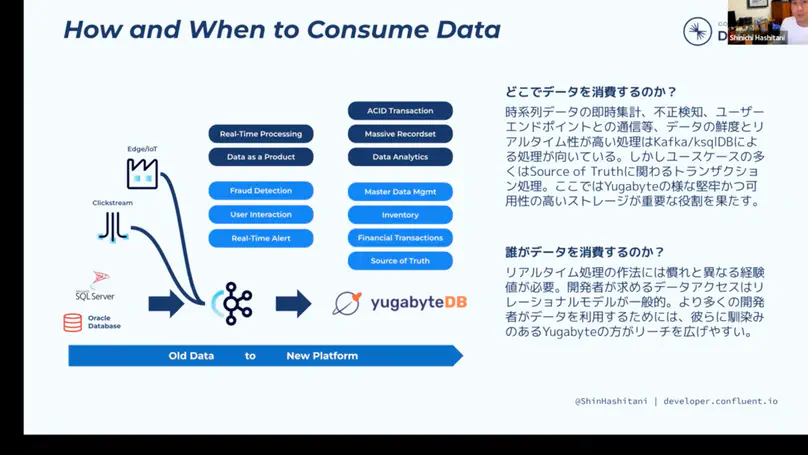 How and When to Consume Data
Shinichi Hashitani
ACID Transaction
Real-Time Processing
Massive Recordset
Data as a Product
Data Analytics
Edge/IoT
Fraud Detection
Master Data Mgmt
User Interaction
Inventory
Clickstream
Real-Time Alert
Financial Transactions
Source of Truth
SQL Server
Oracle
Database
yugabyteDB
Old Data to New Platform
どこでデータを消費するのか？
時系列データの即時集計、不正検知、ユーザー
エンドポイントとの通信等、データの鮮度とリ
アルタイム性が高い処理はKafka/ksqlDBによ
る処理が向いている。しかしユースケースの多
くはSource of Truthに関わるトランザクショ
ン処理。ここではYugabyteの様な堅牢かつ可
用性の高いストレージが重要な役割を果たす。
誰がデータを消費するのか？
リアルタイム処理の作法には慣れと異なる経験
値が必要。開発者が求めるデータアクセスはリ
レーショナルモデルが一般的。より多くの開発
者がデータを利用するためには、彼らに馴染み
のあるYugabyteの方がリーチを広げやすい。
@ShinHashitani | developer.confluent.io